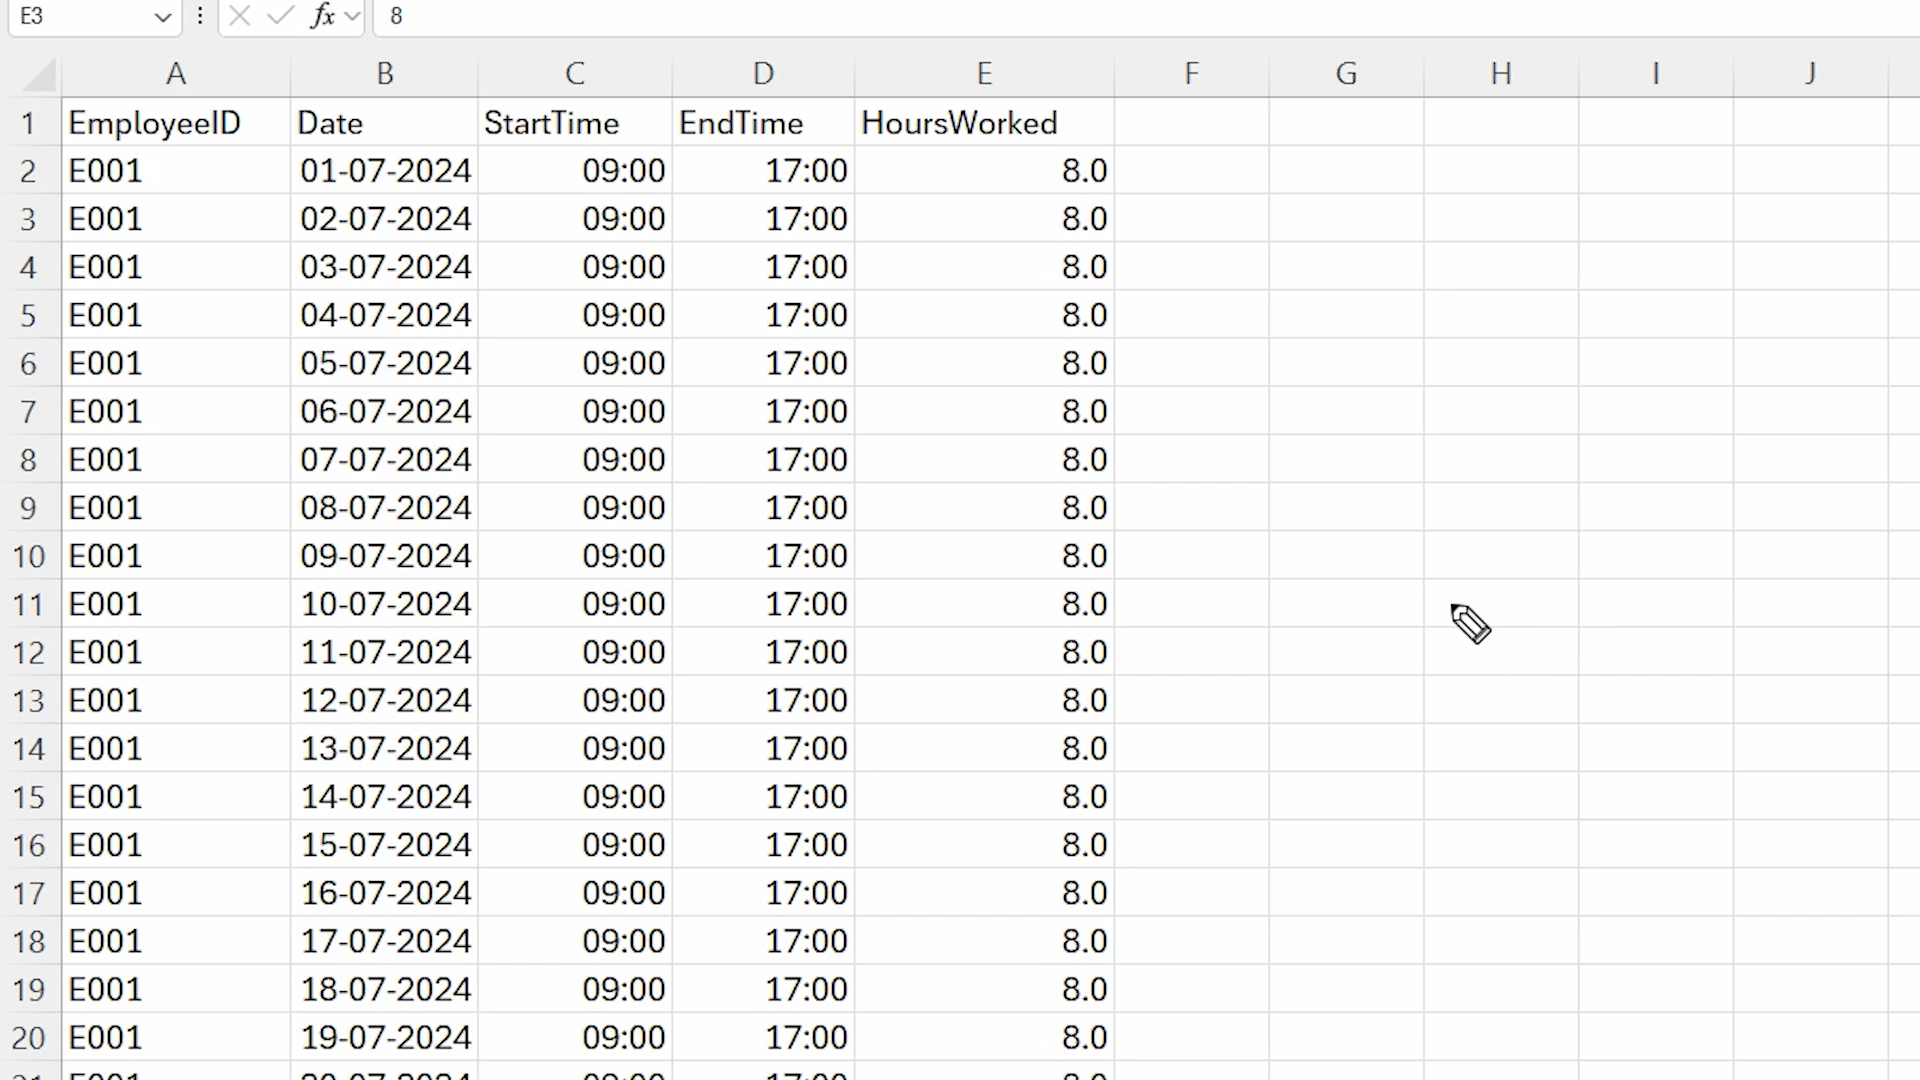 E3 fx 8
A B C D E F G H I J
1 EmployeeID Date StartTime EndTime HoursWorked
2 E001 01-07-2024 09:00 17:00 8.0
3 E001 02-07-2024 09:00 17:00 8.0
4 E001 03-07-2024 09:00 17:00 8.0
5 E001 04-07-2024 09:00 17:00 8.0
6 E001 05-07-2024 09:00 17:00 8.0
7 E001 06-07-2024 09:00 17:00 8.0
8 E001 07-07-2024 09:00 17:00 8.0
9 E001 08-07-2024 09:00 17:00 8.0
10 E001 09-07-2024 09:00 17:00 8.0
11 E001 10-07-2024 09:00 17:00 8.0
12 E001 11-07-2024 09:00 17:00 8.0
13 E001 12-07-2024 09:00 17:00 8.0
14 E001 13-07-2024 09:00 17:00 8.0
15 E001 14-07-2024 09:00 17:00 8.0
16 E001 15-07-2024 09:00 17:00 8.0
17 E001 16-07-2024 09:00 17:00 8.0
18 E001 17-07-2024 09:00 17:00 8.0
19 E001 18-07-2024 09:00 17:00 8.0
20 E001 19-07-2024 09:00 17:00 8.0